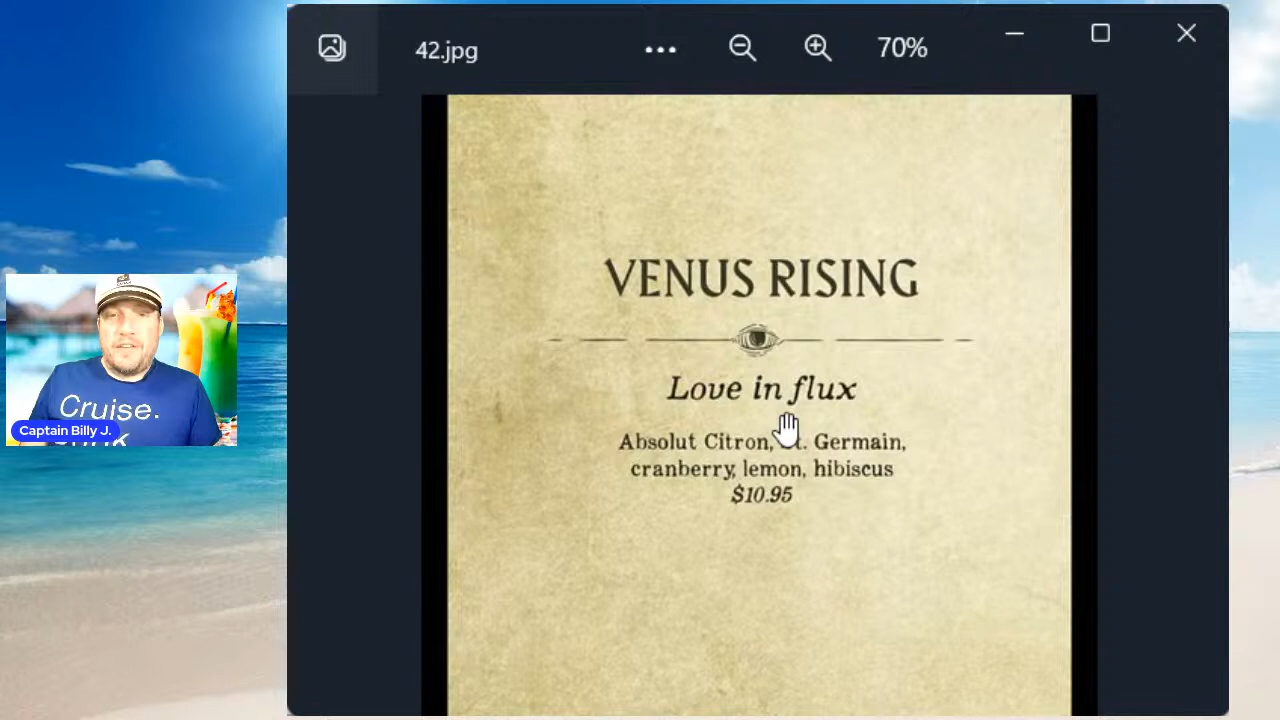 42.jpg
70%
VENUS RISING
Love in flux
Absolut Citron, Germain,
cranberry, lemon, hibiscus
$10.95
Cruise.
Captain Billy J.